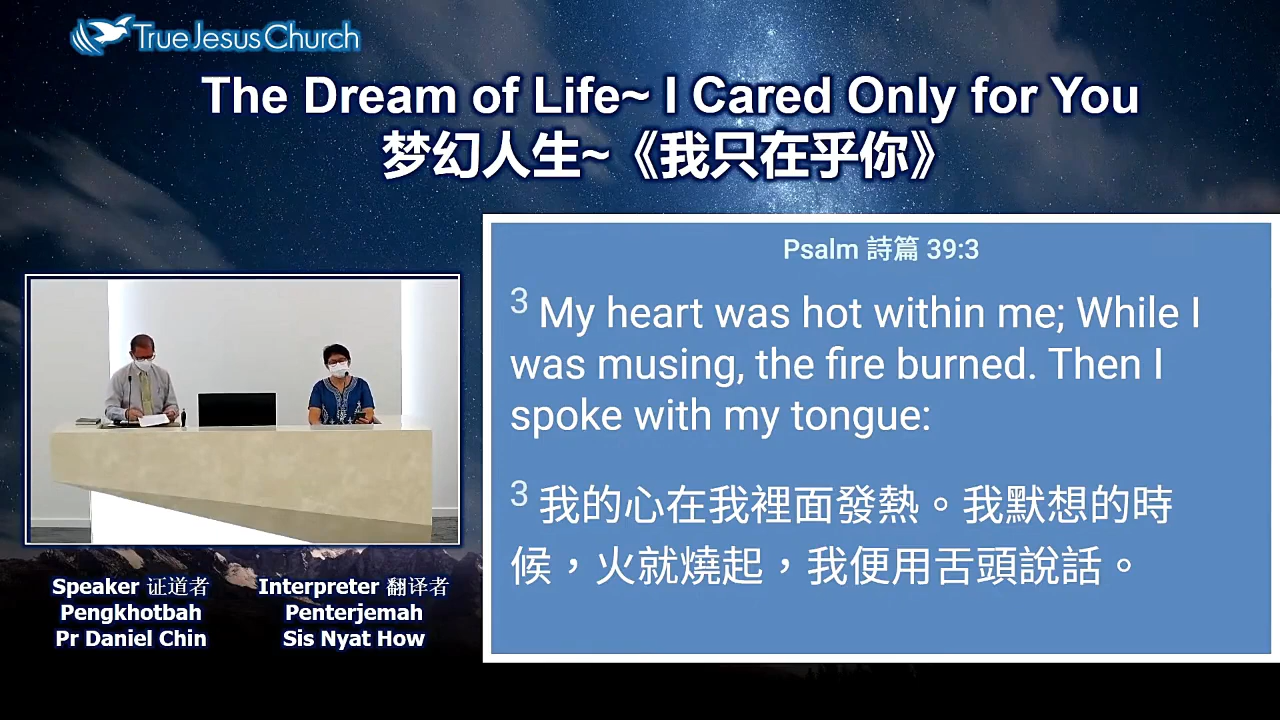 TrueJesusChurch
The Dream of Life~ I Cared Only for You
梦幻人生~《我只在乎你》
Psalm 詩篇 39:3
3 My heart was hot within me; While I
was musing, the fire burned. Then I
spoke with my tongue:
3 我的心在我裡面發熱。我默想的時
候，火就燒起，我便用舌頭說話。
Speaker 证道者
Pengkhotbah
Pr Daniel Chin
Interpreter 翻译者
Penterjemah
Sis Nyat How